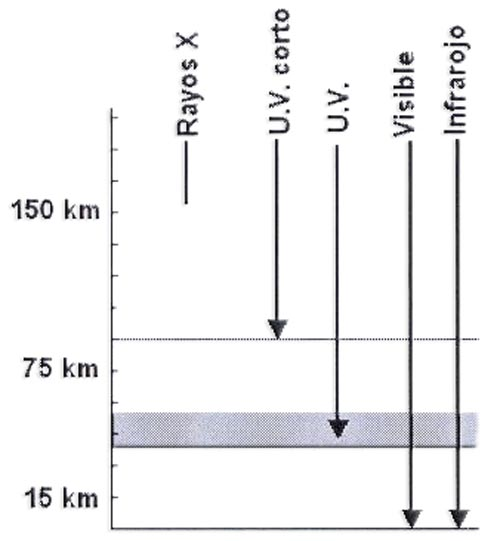 Rayos X
U.V. corto
U.V.
Visible
Infrarojo
150 km
75 km
15 km